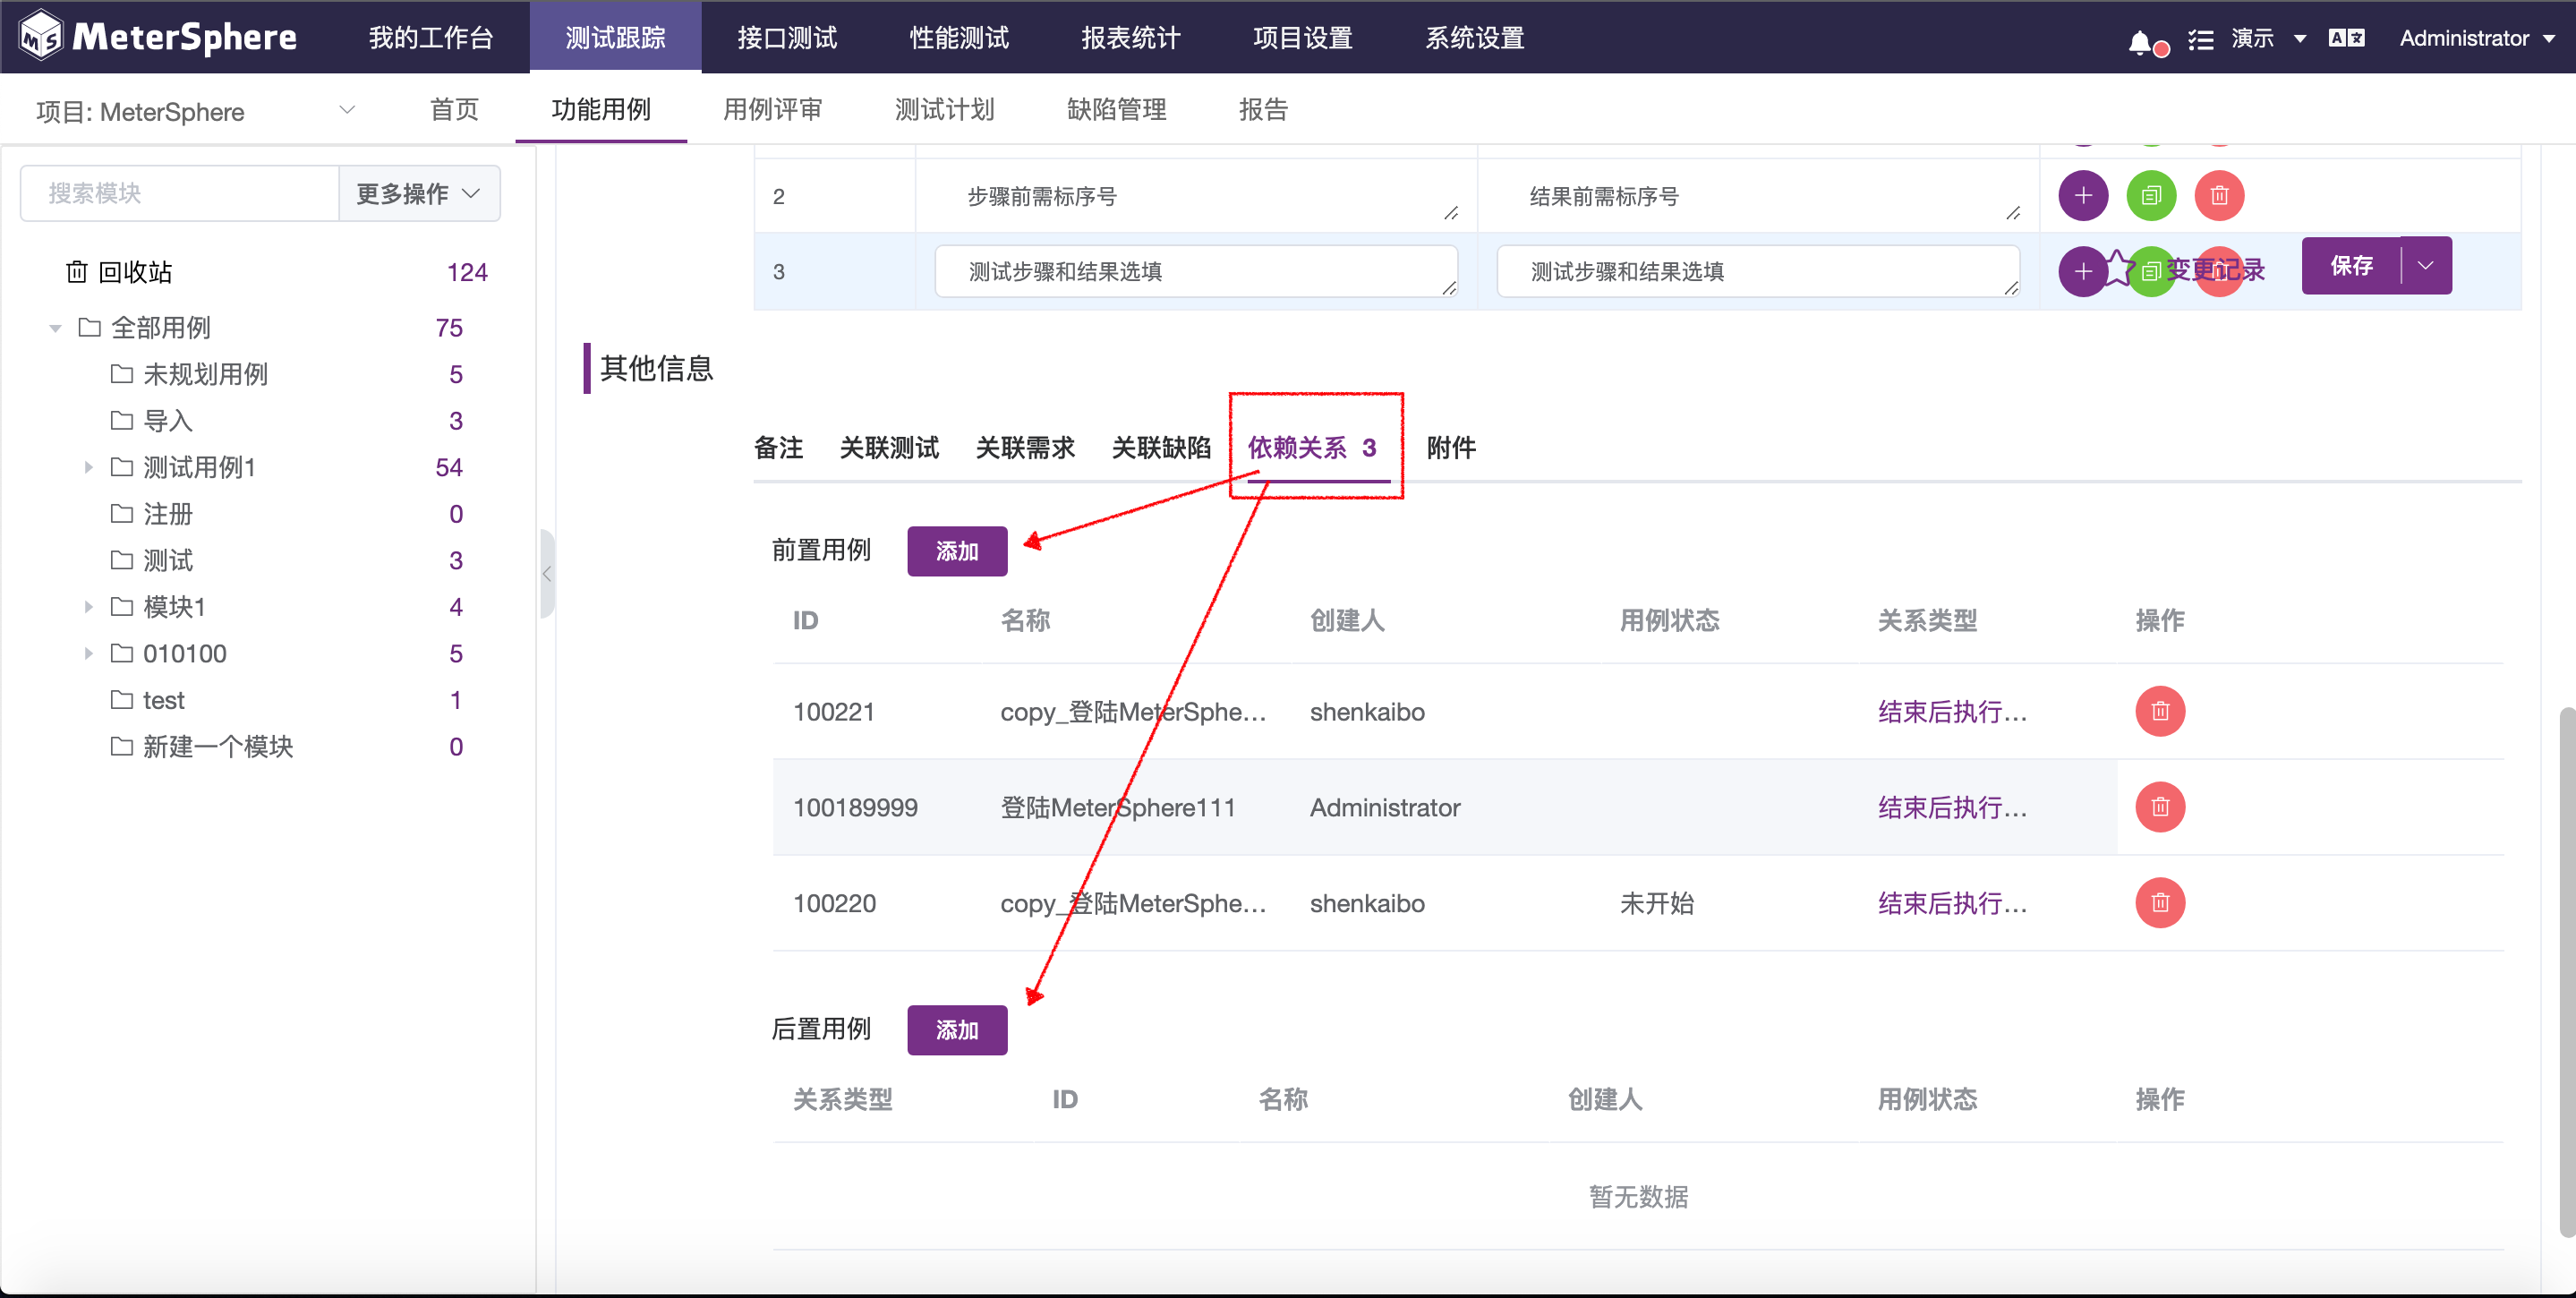 MeterSphere 我的工作台 测试跟踪 接口测试 性能测试 报表统计 项目设置 系统设置 演示 Administrator
项目: MeterSphere 首页 功能用例 用例评审 测试计划 缺陷管理 报告
搜索模块 更多操作
回收站 124
全部用例 75
未规划用例 5
导入 3
测试用例1 54
注册 0
测试 3
模块1 4
010100 5
test 1
新建一个模块 0
2 步骤前需标序号 结果前需标序号
3 测试步骤和结果选填 测试步骤和结果选填 变更记录 保存
其他信息
备注 关联测试 关联需求 关联缺陷 依赖关系 3 附件
前置用例 添加
ID 名称 创建人 用例状态 关系类型 操作
100221 copy_登陆MeterSphe... shenkaibo 结束后执行...
100189999 登陆MeterSphere111 Administrator 结束后执行...
100220 copy_登陆MeterSphe... shenkaibo 未开始 结束后执行...
后置用例 添加
关系类型 ID 名称 创建人 用例状态 操作
暂无数据